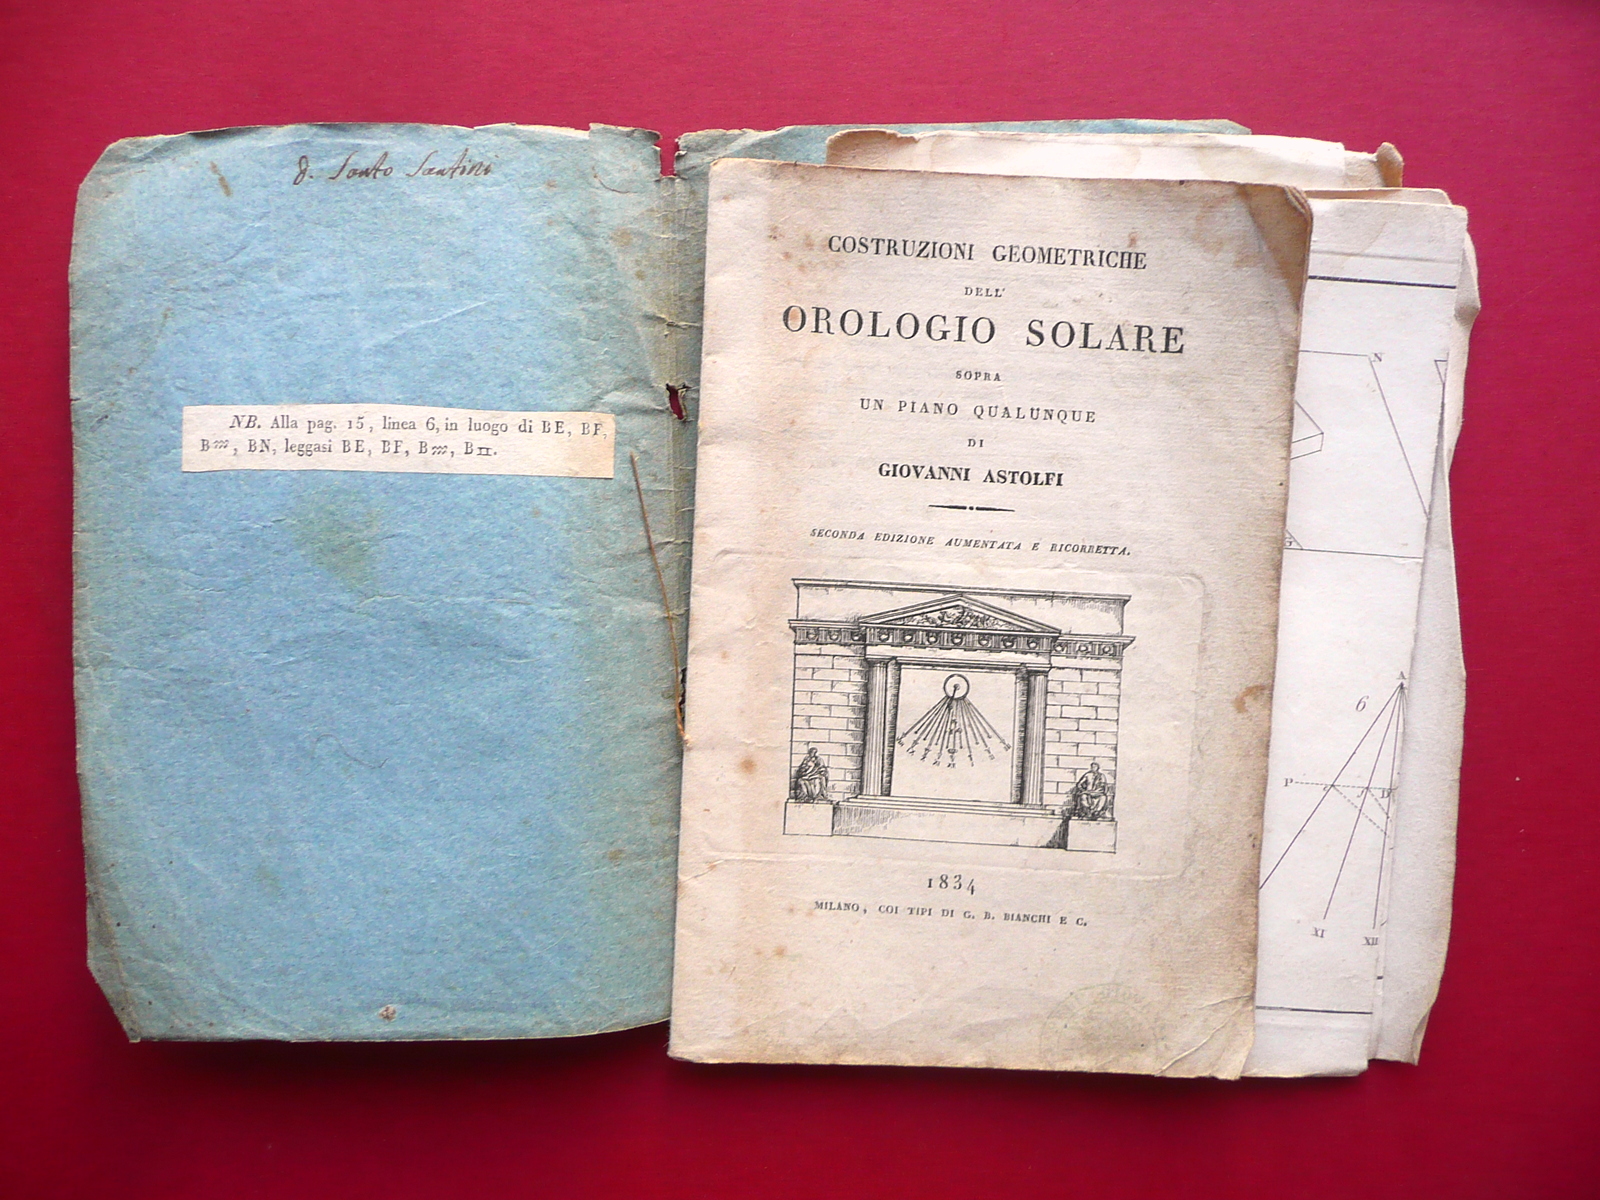 d. Santo Santini
NB. Alla pag. 15, linea 6, in luogo di BE, BF,
Bm, BN, leggasi BE, BF, Bm, BII.
COSTRUZIONI GEOMETRICHE
DELL'
OROLOGIO SOLARE
SOPRA
UN PIANO QUALUNQUE
DI
GIOVANNI ASTOLFI
SECONDA EDIZIONE AUMENTATA E RICORRETTA.
1834
MILANO, COI TIPI DI G. B. BIANCHI E C.
N
A
6
P
D
XI
XII